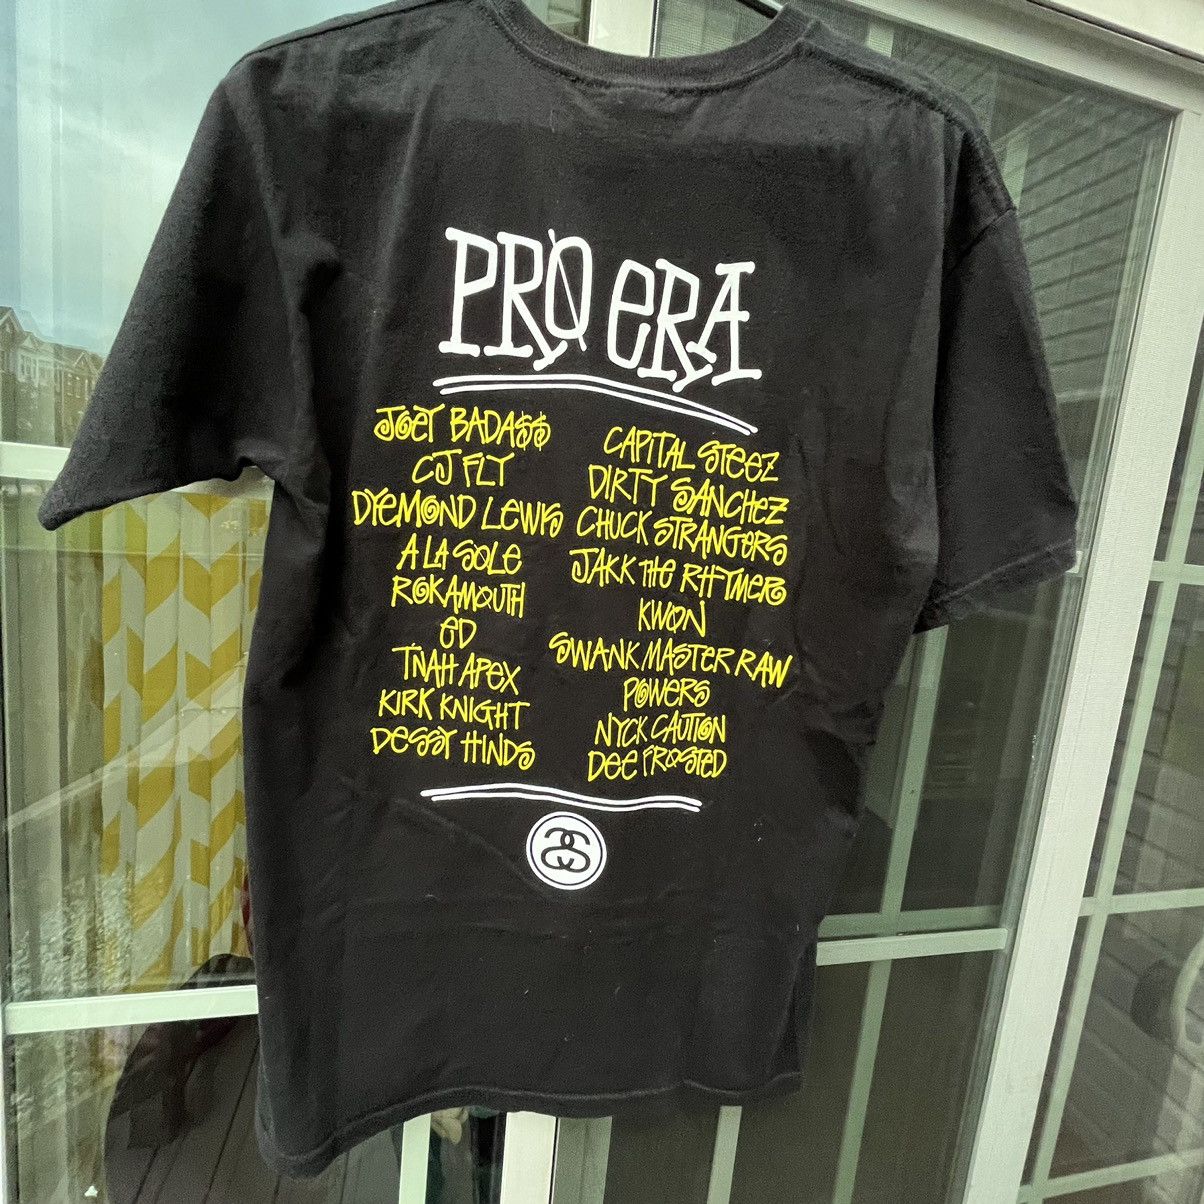 PRO ERA
JOEY BADA$$
CJ FLY
DYEMOND LEWIS
A LA SOLE
ROKAMOUTH
ED
T'NAH APEX
KIRK KNIGHT
DESSY HINDS
CAPITAL STEEZ
DIRTY SANCHEZ
CHUCK STRANGERS
JAKK THE RHYMER
KWON
SWANK MASTER RAW
POWERS
NYCK CAUTION
DEE FROSTED